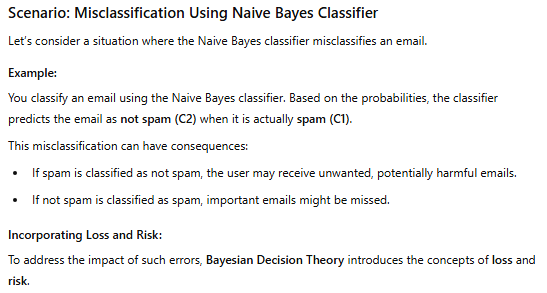 Scenario: Misclassification Using Naive Bayes Classifier
Let's consider a situation where the Naive Bayes classifier misclassifies an email.
Example:
You classify an email using the Naive Bayes classifier. Based on the probabilities, the classifier
predicts the email as not spam (C2) when it is actually spam (C1).
This misclassification can have consequences:
• If spam is classified as not spam, the user may receive unwanted, potentially harmful emails.
• If not spam is classified as spam, important emails might be missed.
Incorporating Loss and Risk:
To address the impact of such errors, Bayesian Decision Theory introduces the concepts of loss and
risk.